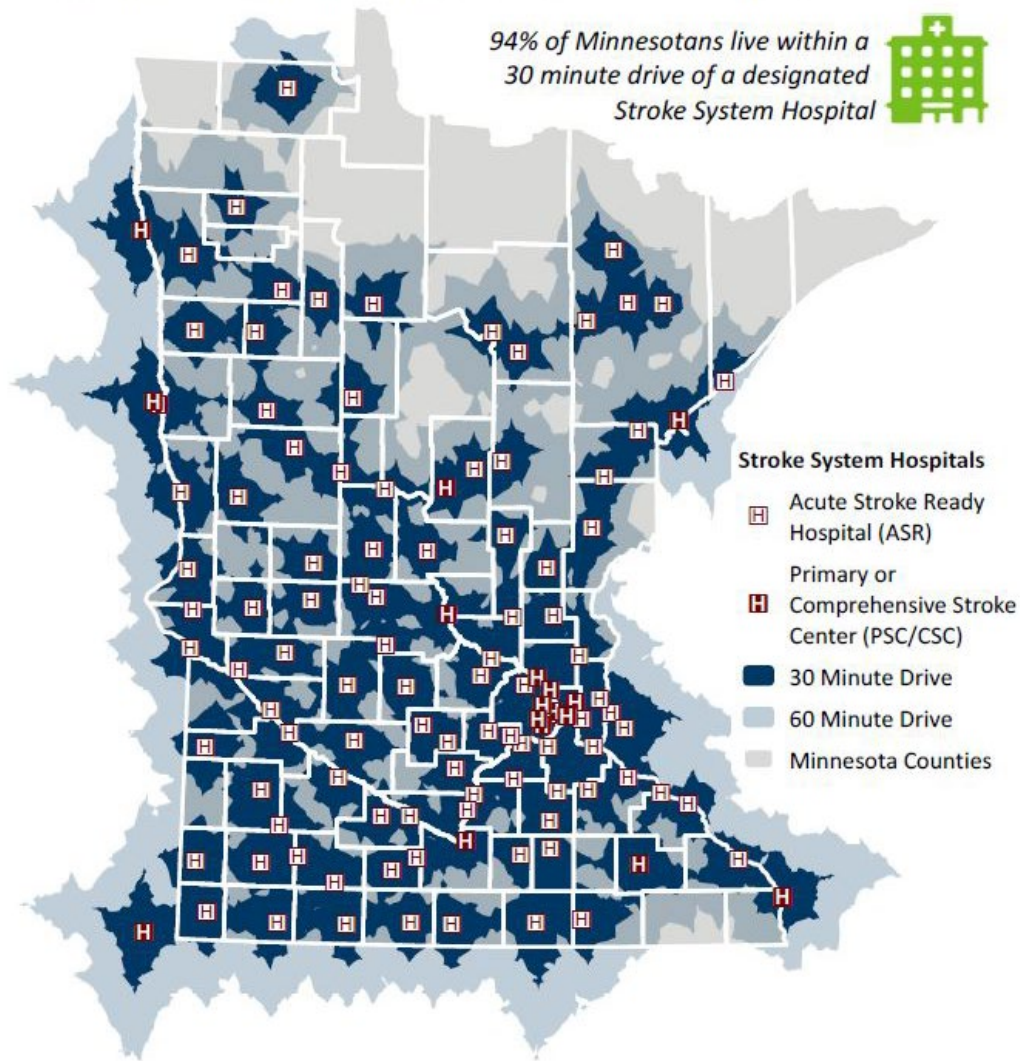 94% of Minnesotans live within a
30 minute drive of a designated
Stroke System Hospital
Stroke System Hospitals
H Acute Stroke Ready
Hospital (ASR)
Primary or
H Comprehensive Stroke
Center (PSC/CSC)
30 Minute Drive
60 Minute Drive
Minnesota Counties